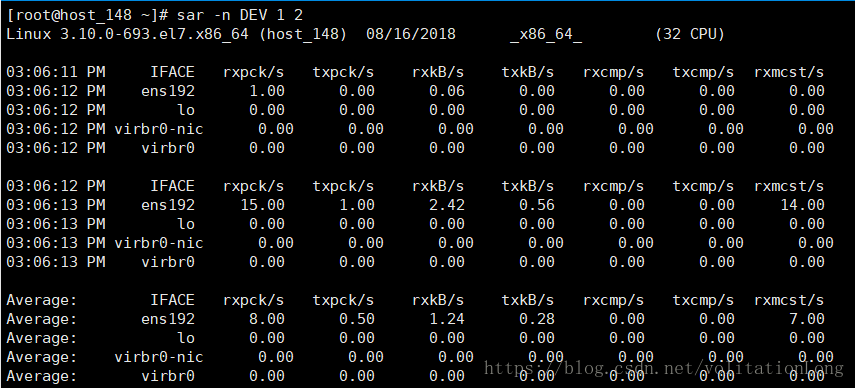 [root@host_148 ~]# sar -n DEV 1 2
Linux 3.10.0-693.el7.x86_64 (host_148) 08/16/2018 _x86_64_ (32 CPU)
03:06:11 PM IFACE rxpck/s txpck/s rxkB/s txkB/s rxcmp/s txcmp/s rxmcst/s
03:06:12 PM ens192 1.00 0.00 0.06 0.00 0.00 0.00 0.00
03:06:12 PM lo 0.00 0.00 0.00 0.00 0.00 0.00 0.00
03:06:12 PM virbr0-nic 0.00 0.00 0.00 0.00 0.00 0.00 0.00
03:06:12 PM virbr0 0.00 0.00 0.00 0.00 0.00 0.00 0.00
03:06:12 PM IFACE rxpck/s txpck/s rxkB/s txkB/s rxcmp/s txcmp/s rxmcst/s
03:06:13 PM ens192 15.00 1.00 2.42 0.56 0.00 0.00 14.00
03:06:13 PM lo 0.00 0.00 0.00 0.00 0.00 0.00 0.00
03:06:13 PM virbr0-nic 0.00 0.00 0.00 0.00 0.00 0.00 0.00
03:06:13 PM virbr0 0.00 0.00 0.00 0.00 0.00 0.00 0.00
Average: IFACE rxpck/s txpck/s rxkB/s txkB/s rxcmp/s txcmp/s rxmcst/s
Average: ens192 8.00 0.50 1.24 0.28 0.00 0.00 7.00
Average: lo 0.00 0.00 0.00 0.00 0.00 0.00 0.00
Average: virbr0-nic 0.00 0.00 0.00 0.00 0.00 0.00 0.00
Average: virbr0 0.00 0.00 0.00 0.00 0.00 0.00 0.00
https://blog.csdn.net/volitationlong